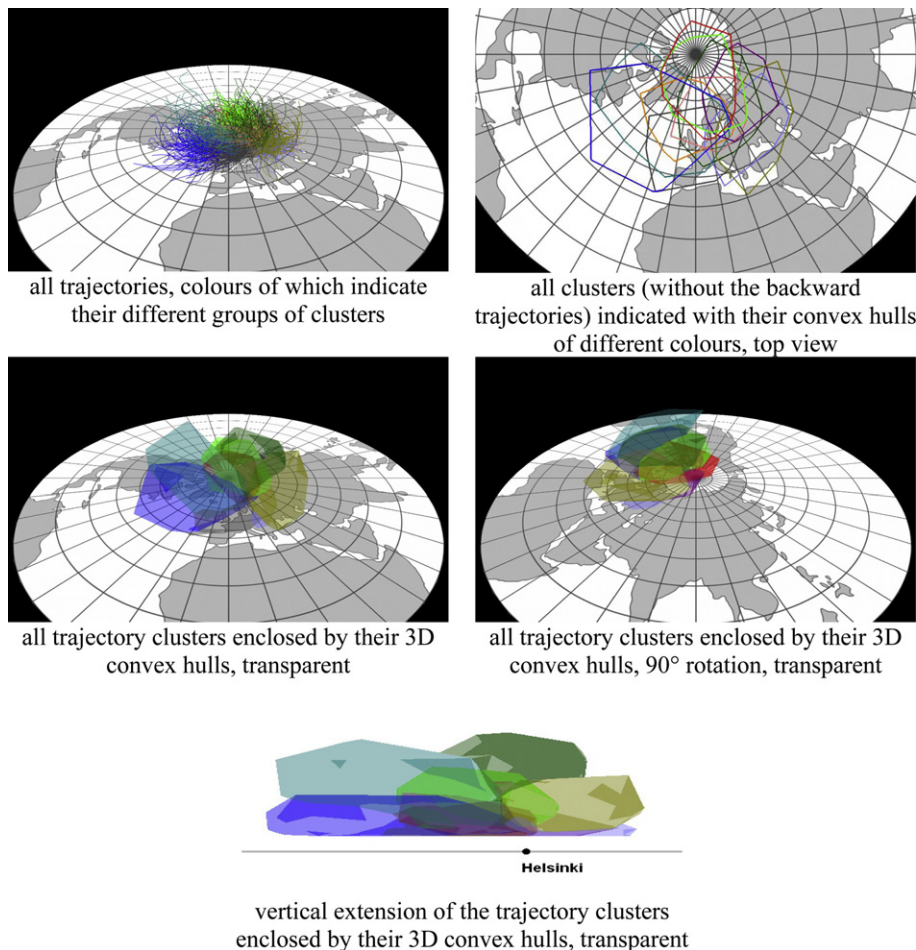 all trajectories, colours of which indicate
their different groups of clusters
all clusters (without the backward
trajectories) indicated with their convex hulls
of different colours, top view
all trajectory clusters enclosed by their 3D
convex hulls, transparent
all trajectory clusters enclosed by their 3D
convex hulls, 90° rotation, transparent
Helsinki
vertical extension of the trajectory clusters
enclosed by their 3D convex hulls, transparent